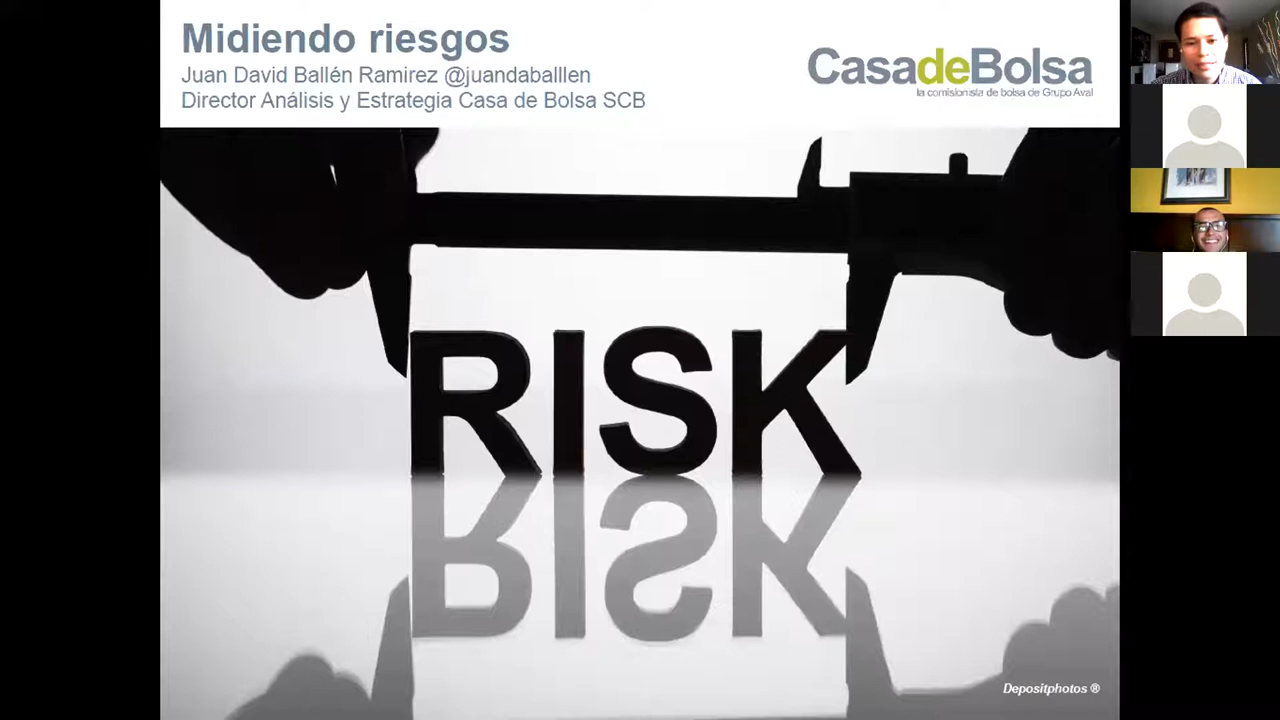 Midiendo riesgos
Juan David Ballén Ramirez @juandaballlen
Director Análisis y Estrategia Casa de Bolsa SCB
CasadeBolsa
la comisionista de bolsa de Grupo Aval
RISK
Depositphotos ®